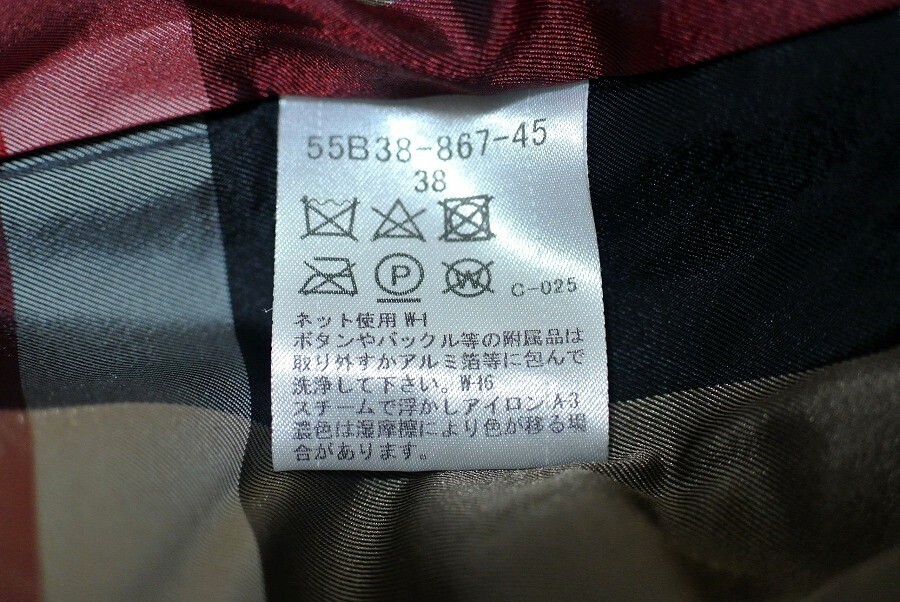 55B38-867-45
38
P W C-025
ネット使用 W-1
ボタンやバックル等の附属品は
取り外すかアルミ箔等に包んで
洗浄して下さい。W-16
スチームで浮かしアイロン.A-3
濃色は湿摩擦により色が移る場
合があります。